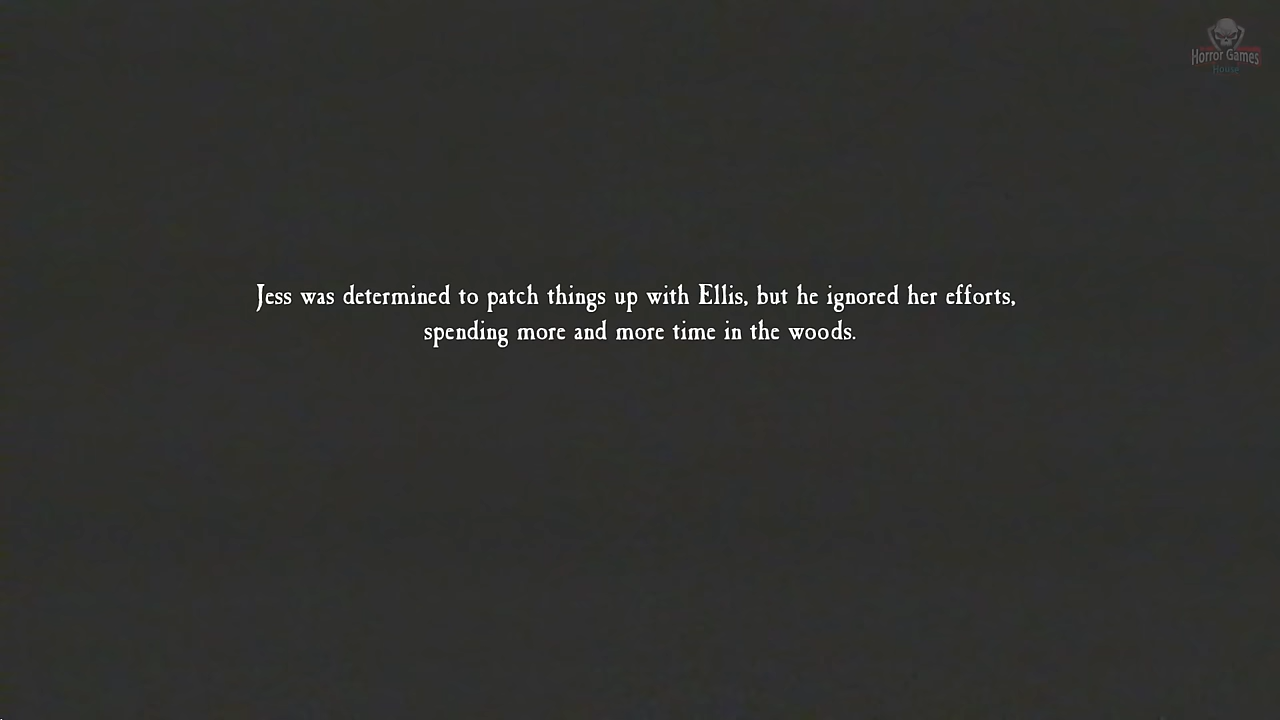 Horror Games
House
Jess was determined to patch things up with Ellis, but he ignored her efforts,
spending more and more time in the woods.